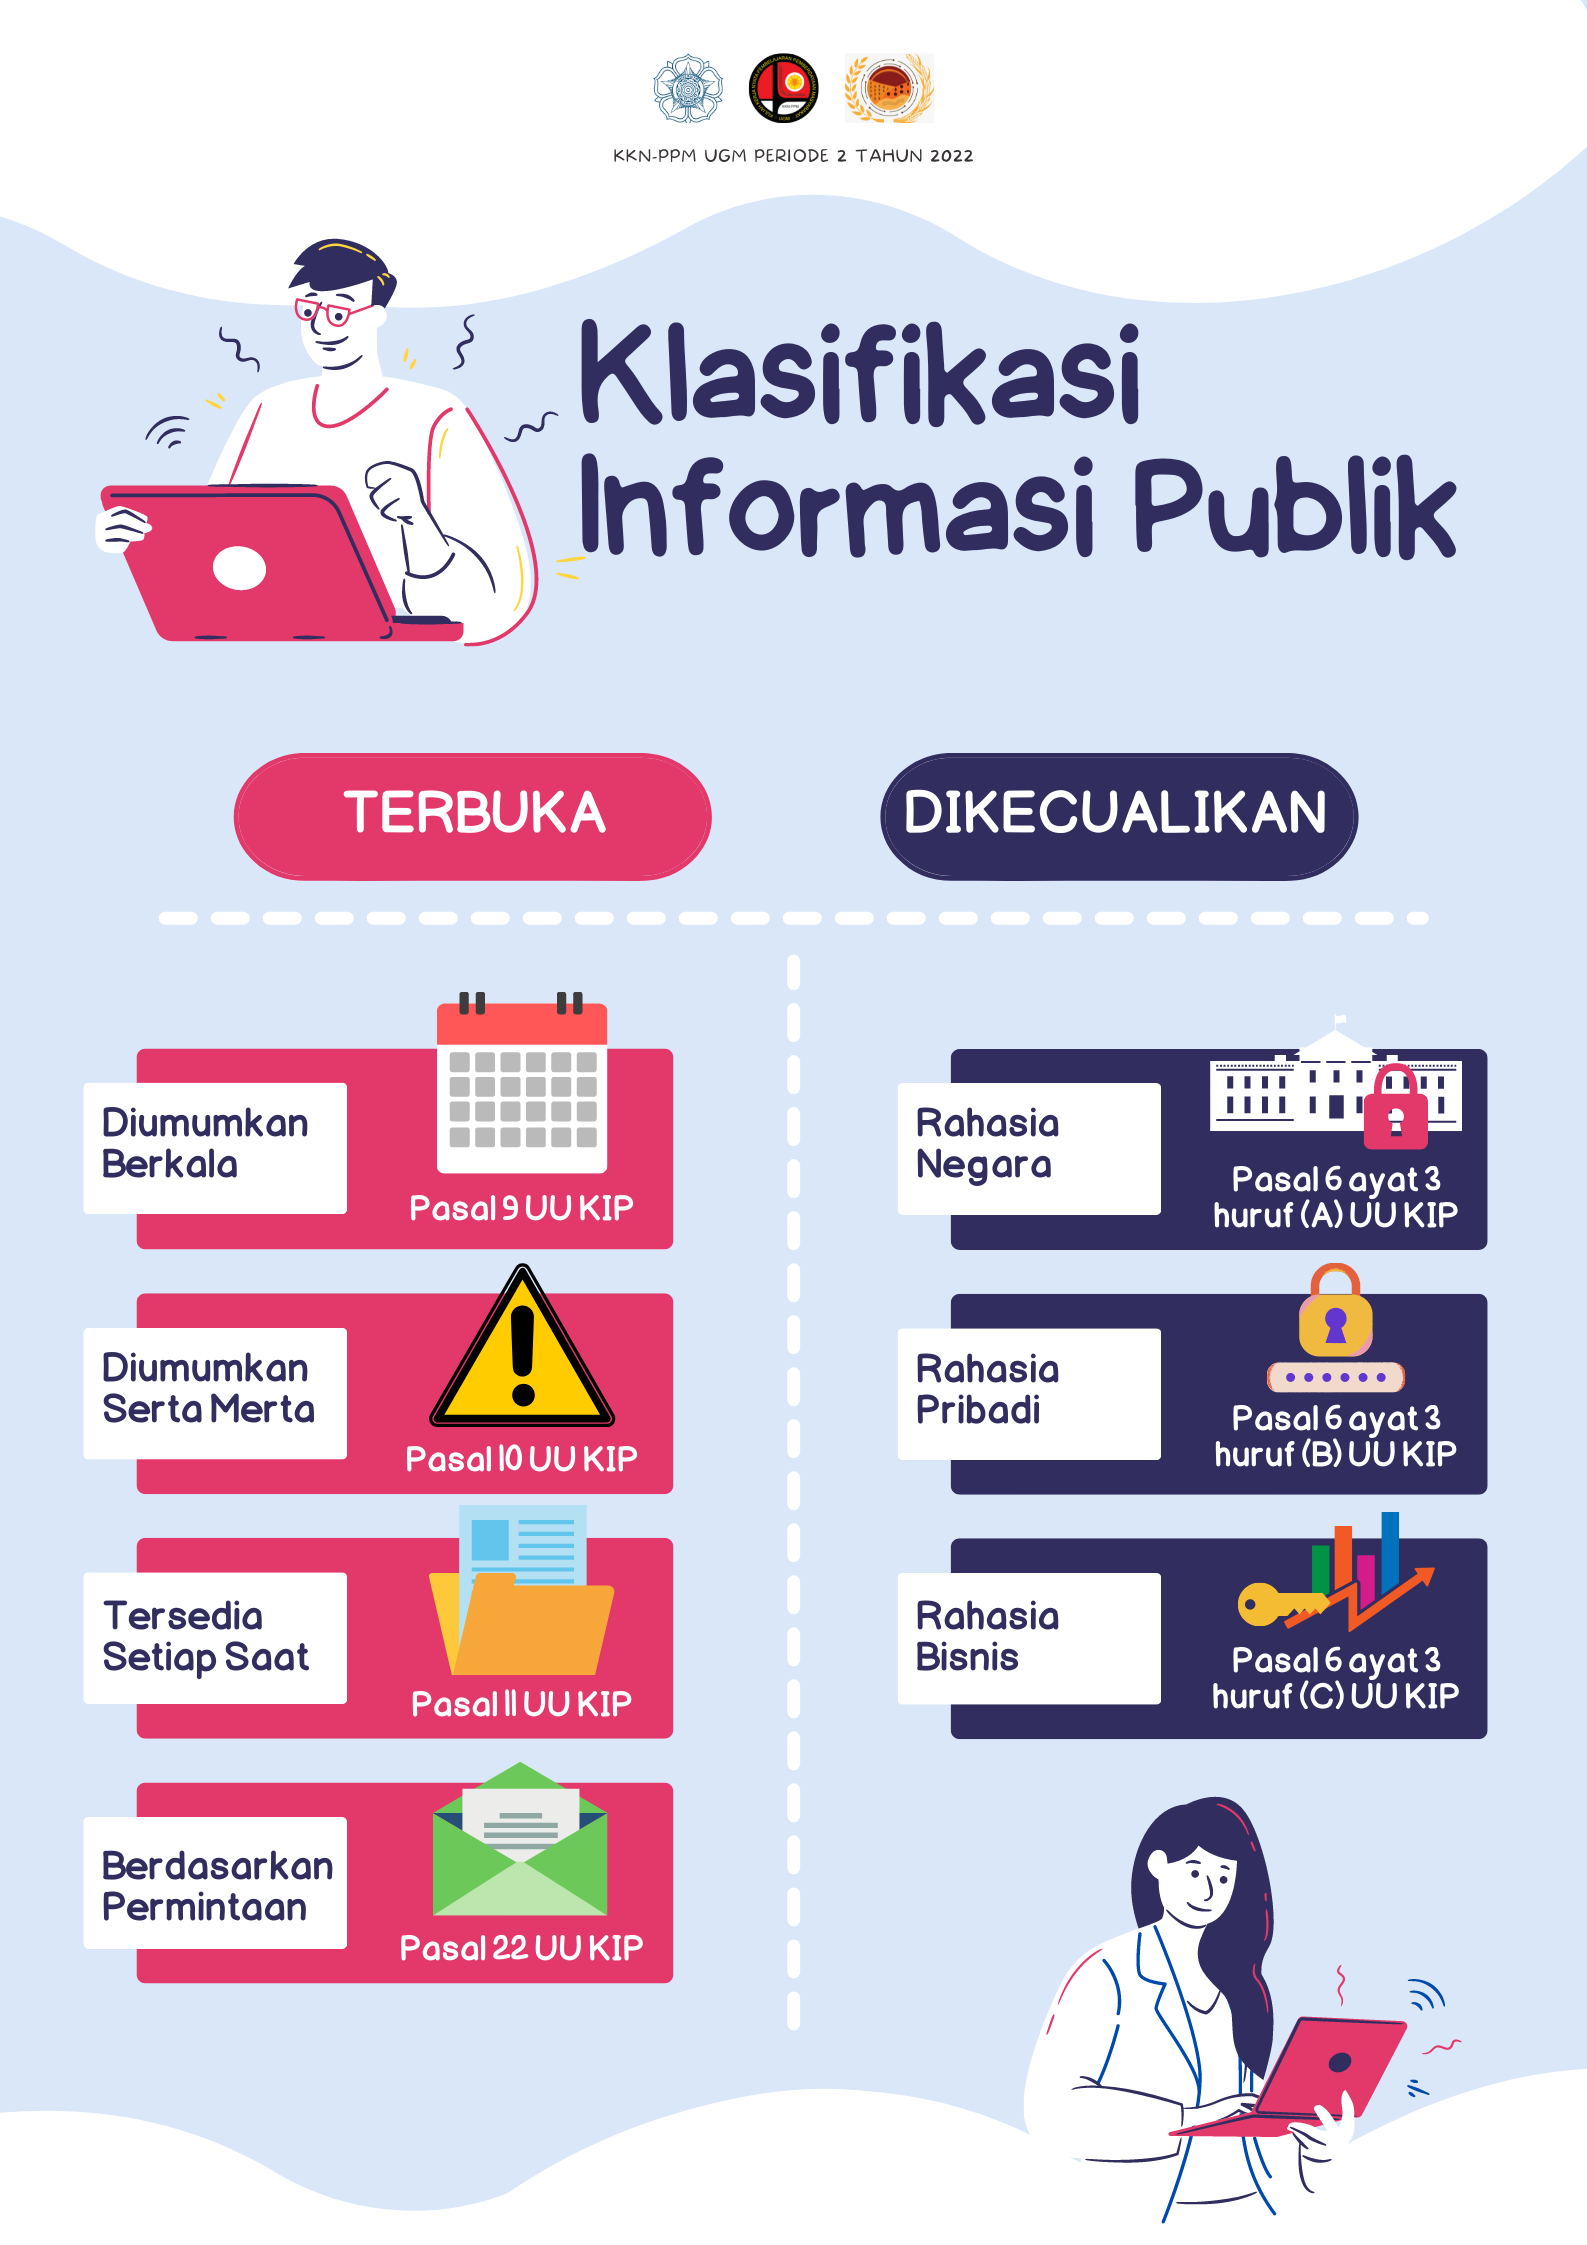 KKN-PPM UGM PERIODE 2 TAHUN 2022
Klasifikasi
Informasi Publik
TERBUKA
Diumumkan
Berkala
Pasal 9 UU KIP
Diumumkan
Serta Merta
Pasal 10 UU KIP
Tersedia
Setiap Saat
Pasal 11 UU KIP
Berdasarkan
Permintaan
Pasal 22 UU KIP
DIKECUALIKAN
Rahasia
Negara
Pasal 6 ayat 3
huruf (A) UU KIP
Rahasia
Pribadi
Pasal 6 ayat 3
huruf (B) UU KIP
Rahasia
Bisnis
Pasal 6 ayat 3
huruf (C) UU KIP